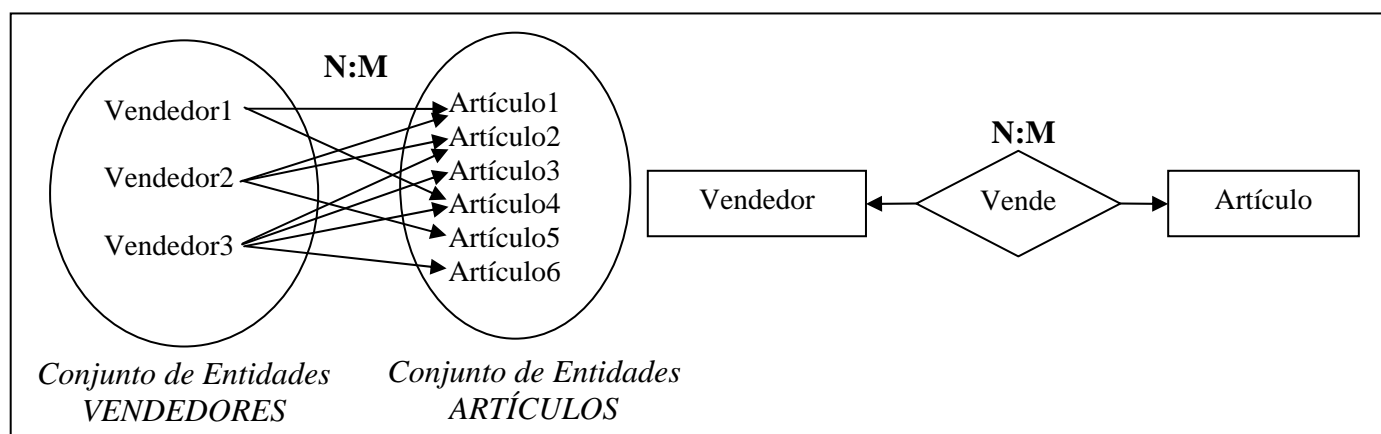 N:M
Vendedor1
Vendedor2
Vendedor3
Artículo1
Artículo2
Artículo3
Artículo4
Artículo5
Artículo6
Conjunto de Entidades
VENDEDORES
Conjunto de Entidades
ARTÍCULOS
N:M
Vendedor
Vende
Artículo